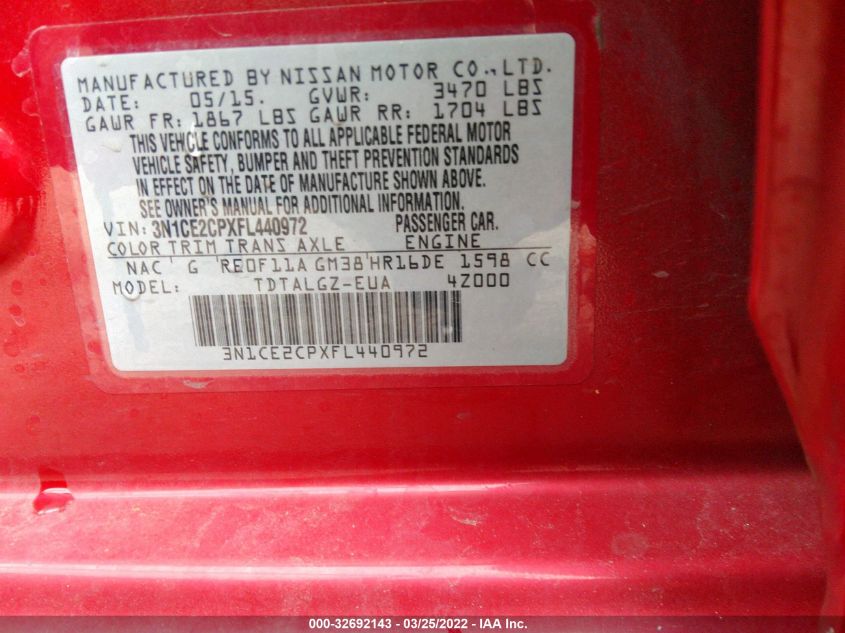 MANUFACTURED BY NISSAN MOTOR CO.,LTD.
DATE: 05/15. GVWR: 3470 LBS
GAWR FR: 1867 LBS GAWR RR: 1704 LBS
THIS VEHICLE CONFORMS TO ALL APPLICABLE FEDERAL MOTOR
VEHICLE SAFETY, BUMPER AND THEFT PREVENTION STANDARDS
IN EFFECT ON THE DATE OF MANUFACTURE SHOWN ABOVE.
SEE OWNER'S MANUAL FOR ADDITIONAL INFORMATION.
VIN: 3N1CE2CPXFL440972 PASSENGER CAR.
COLOR TRIM TRANS AXLE ENGINE
NAC' G 'RE0F11A GM38'HR16DE 1598 CC
MODEL: TDTALGZ-EUA 4Z000
3N1CE2CPXFL440972
000-32692143 - 03/25/2022 - IAA Inc.